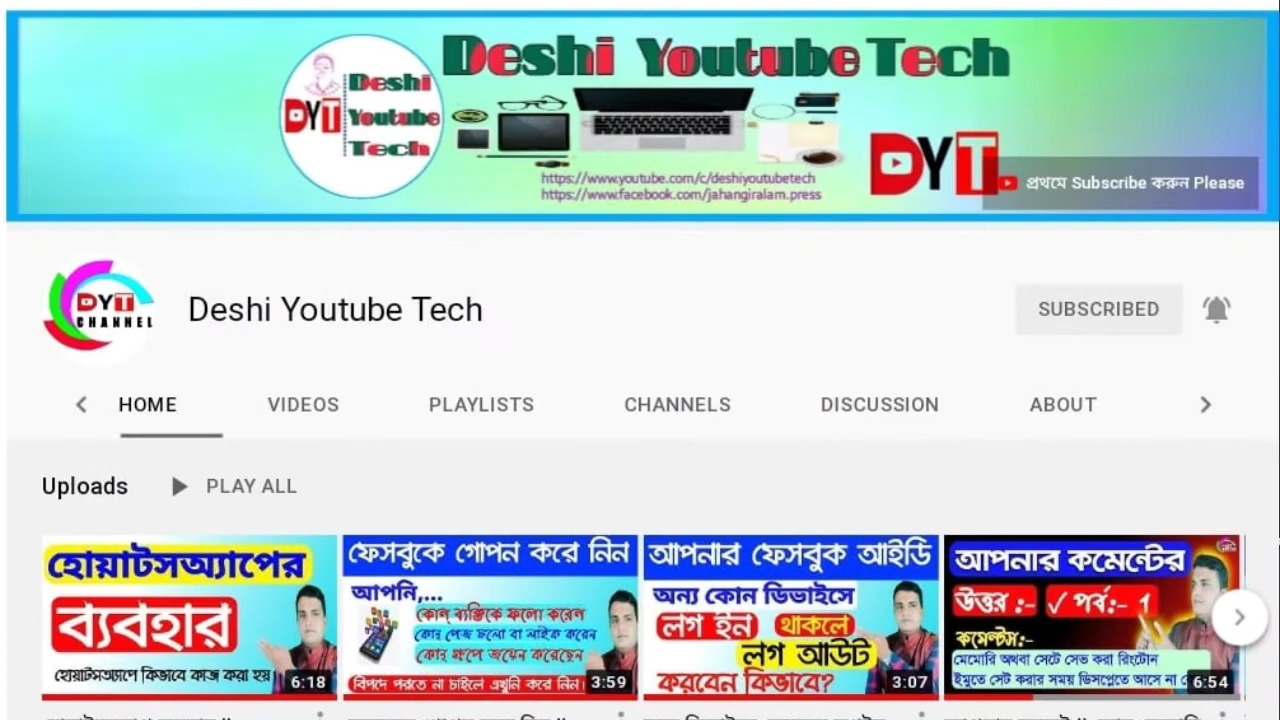 Deshi Youtube Tech
Deshi
DYT Youtube
Tech
https://www.youtube.com/c/deshiyoutubetech
https://www.facebook.com/jahangiralam.press
DYT
প্রথমে Subscribe করুন Please
DYT
CHANNEL
Deshi Youtube Tech
SUBSCRIBED
HOME VIDEOS PLAYLISTS CHANNELS DISCUSSION ABOUT
Uploads PLAY ALL
হোয়াটসঅ্যাপের
ব্যবহার
হোয়াটসঅ্যাপে কিভাবে কাজ করা হয়
6:18
ফেসবুকে গোপন করে নিন
আপনি,...
কোন ব্যক্তিকে ফলো করেন
কোন পেজ ফলো বা লাইক করেন
কোন গ্রুপে জয়েন করেছেন
বিপদে পরতে না চাইলে এখুনি করে নিন।
3:59
আপনার ফেসবুক আইডি
অন্য কোন ডিভাইসে
লগ ইন থাকলে
লগ আউট
করবেন কিভাবে?
3:07
আপনার কমেন্টের
উত্তর :- ✓ পর্ব:- 1
কমেন্টস:-
মেমোরি অথবা সেটে সেভ করা রিংটোন
ইমুতে সেট করার সময় ডিসপ্লেতে আসে না
6:54